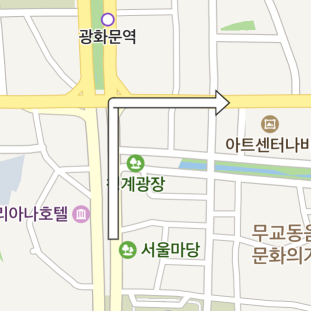 광화문역
아트센터나비
계광장
리아나호텔
서울마당
무교동음
문화의거